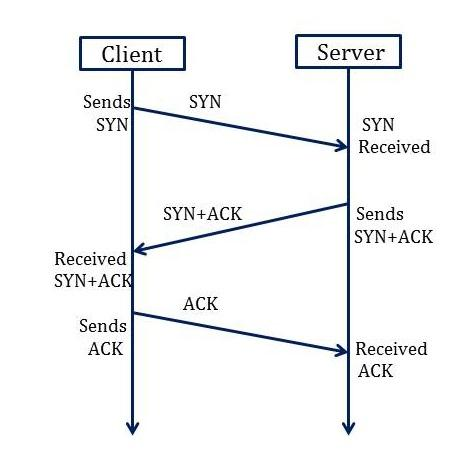 Client
Server
Sends
SYN
SYN
SYN
Received
SYN+ACK
Sends
SYN+ACK
Received
SYN+ACK
ACK
Sends
ACK
Received
ACK